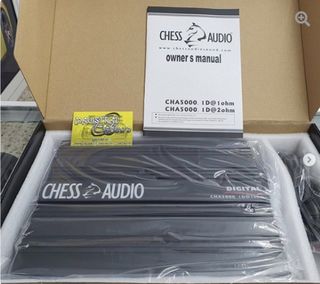 CHESS AUDIO
www.chessaudiosound.com
owner s manual
CHA5000. 1D@1ohm
CHA5000. 1D@2ohm
CHESS AUDIO
DIGITAL